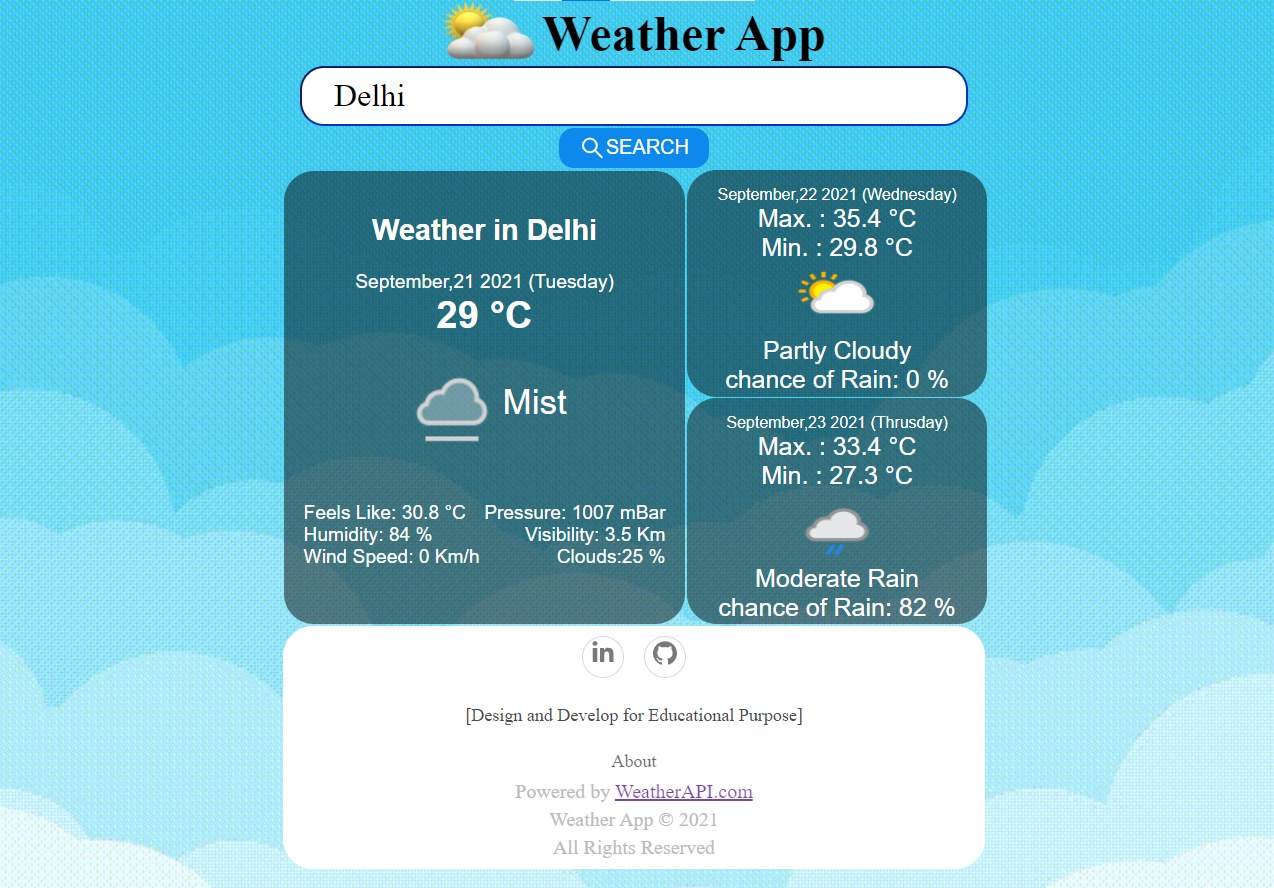 Weather App
Delhi
SEARCH
Weather in Delhi
September,21 2021 (Tuesday)
29 °C
Mist
Feels Like: 30.8 °C
Humidity: 84 %
Wind Speed: 0 Km/h
Pressure: 1007 mBar
Visibility: 3.5 Km
Clouds:25 %
September,22 2021 (Wednesday)
Max. : 35.4 °C
Min. : 29.8 °C
Partly Cloudy
chance of Rain: 0 %
September,23 2021 (Thrusday)
Max. : 33.4 °C
Min. : 27.3 °C
Moderate Rain
chance of Rain: 82 %
in
[Design and Develop for Educational Purpose]
About
Powered by WeatherAPI.com
Weather App © 2021
All Rights Reserved